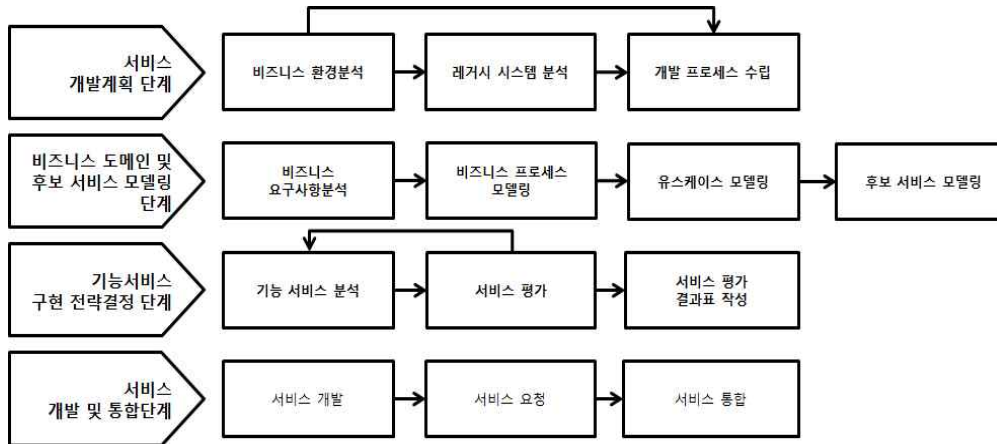 서비스
개발계획 단계
비즈니스 환경분석
레거시 시스템 분석
개발 프로세스 수립
비즈니스 도메인 및
후보 서비스 모델링
단계
비즈니스
요구사항분석
비즈니스 프로세스
모델링
유스케이스 모델링
후보 서비스 모델링
기능서비스
구현 전략결정 단계
기능 서비스 분석
서비스 평가
서비스 평가
결과표 작성
서비스
개발 및 통합단계
서비스 개발
서비스 요청
서비스 통합